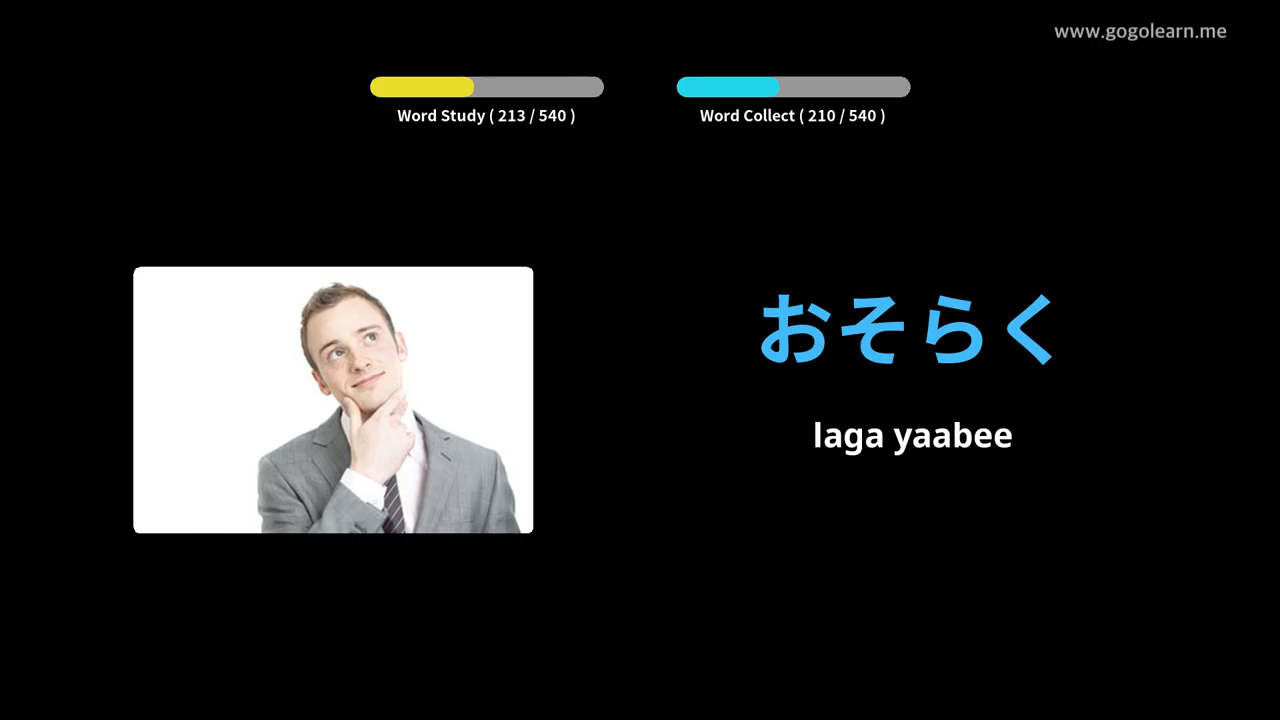 www.gogolearn.me
Word Study ( 213 / 540 )
Word Collect ( 210 / 540 )
おそらく
laga yaabee